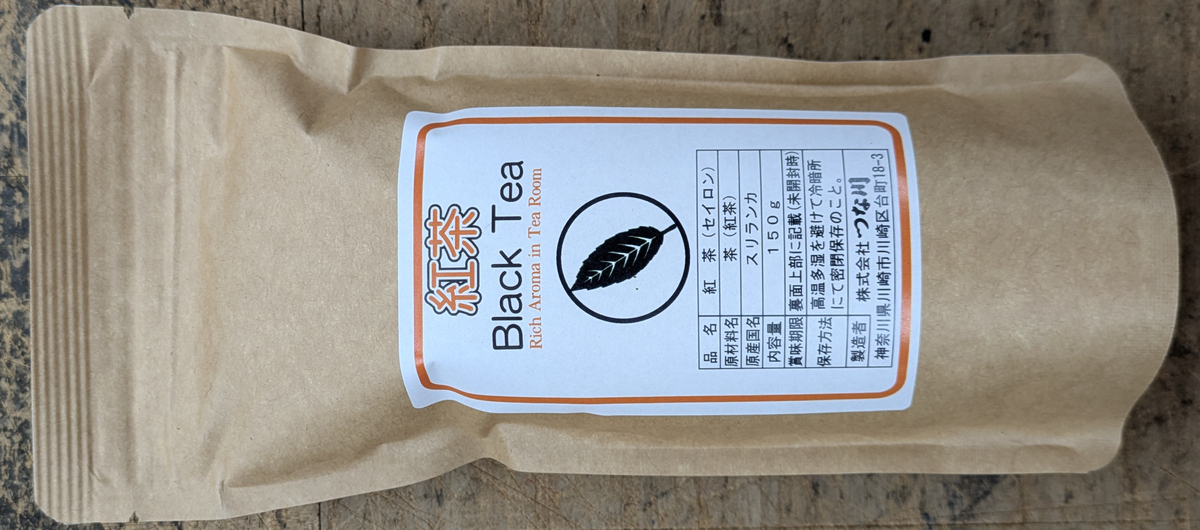 紅茶
Black Tea
Rich Aroma in Tea Room
品名 紅茶（セイロン）
原材料名 茶（紅茶）
原産国名 スリランカ
内容量 １５０ｇ
賞味期限 裏面上部に記載（未開封時）
保存方法 高温多湿を避けて冷暗所
にて密閉保存のこと。
製造者 株式会社 つな川
神奈川県川崎市川崎区台町18-3